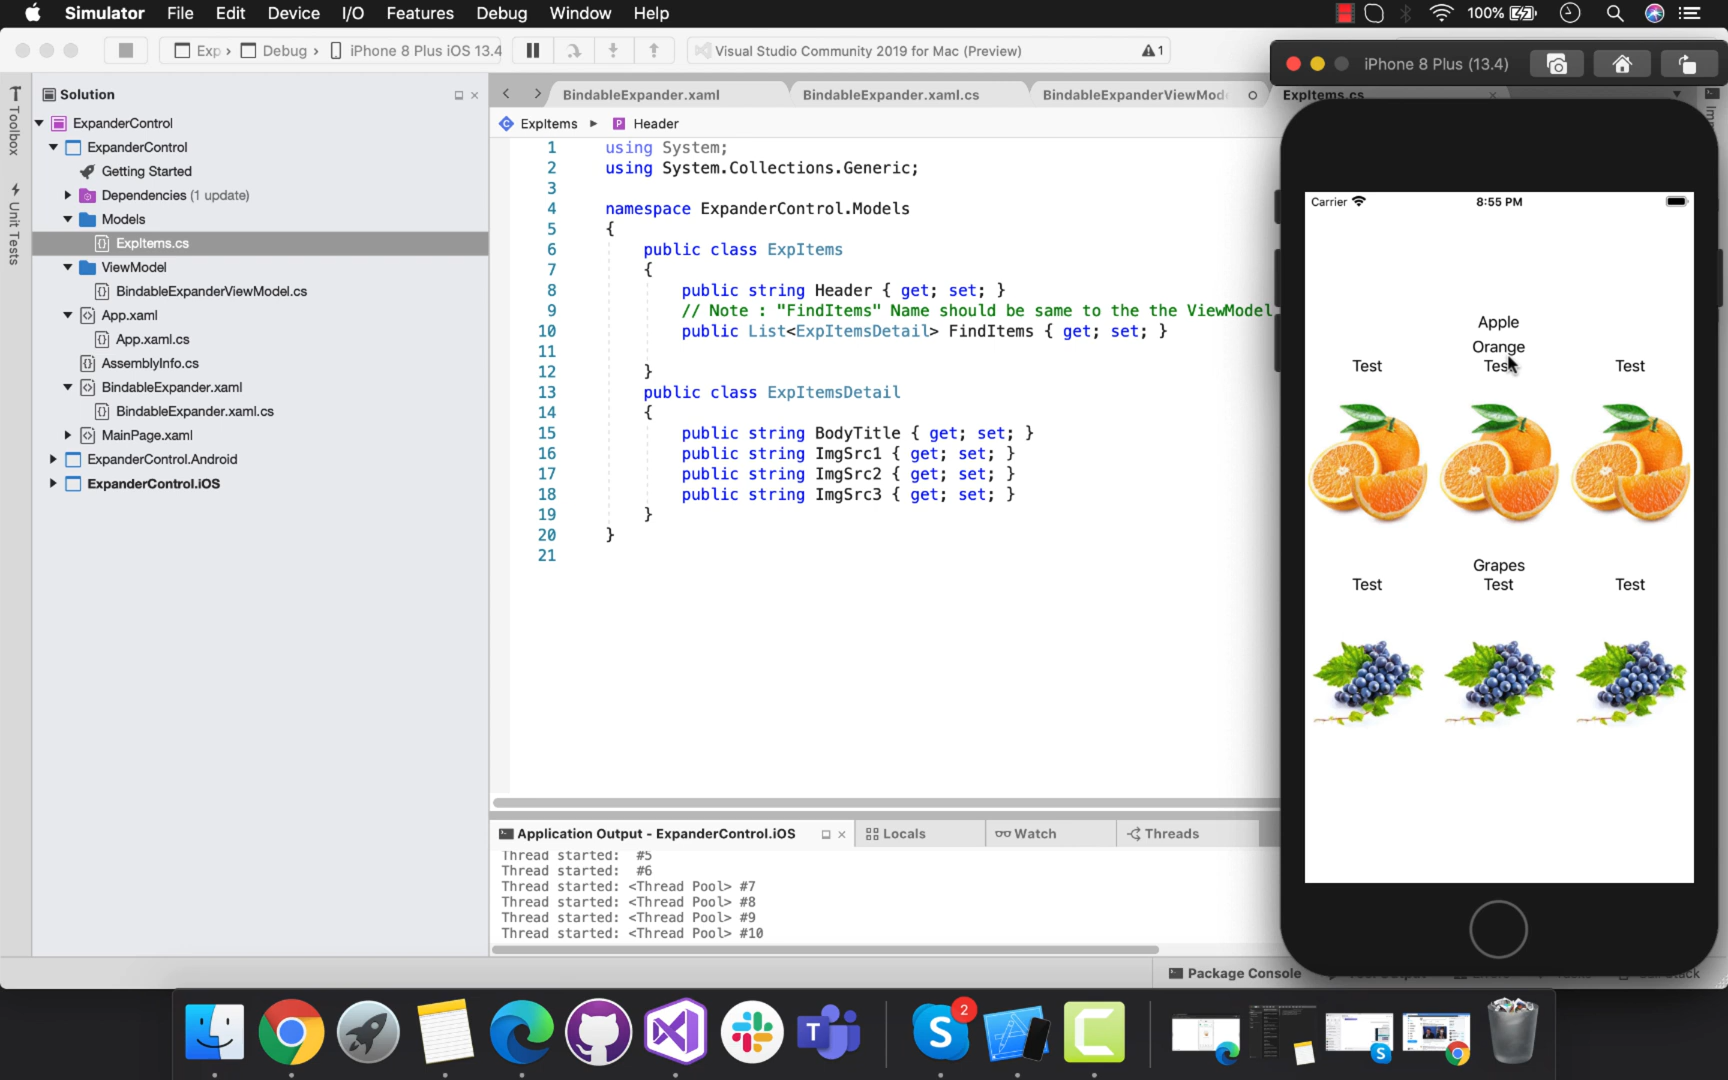 Simulator File Edit Device I/O Features Debug Window Help 100%
Exp › Debug › iPhone 8 Plus iOS 13.4 Visual Studio Community 2019 for Mac (Preview) 1
iPhone 8 Plus (13.4)
Toolbox
Unit Tests
Solution
ExpanderControl
ExpanderControl
Getting Started
Dependencies (1 update)
Models
ExpItems.cs
ViewModel
BindableExpanderViewModel.cs
App.xaml
App.xaml.cs
AssemblyInfo.cs
BindableExpander.xaml
BindableExpander.xaml.cs
MainPage.xaml
ExpanderControl.Android
ExpanderControl.iOS
BindableExpander.xaml BindableExpander.xaml.cs BindableExpanderViewMod ExpItems.cs
ExpItems Header
1 using System;
2 using System.Collections.Generic;
3
4 namespace ExpanderControl.Models
5 {
6 public class ExpItems
7 {
8 public string Header { get; set; }
9 // Note : "FindItems" Name should be same to the the ViewModel
10 public List<ExpItemsDetail> FindItems { get; set; }
11
12 }
13 public class ExpItemsDetail
14 {
15 public string BodyTitle { get; set; }
16 public string ImgSrc1 { get; set; }
17 public string ImgSrc2 { get; set; }
18 public string ImgSrc3 { get; set; }
19 }
20 }
21
Application Output - ExpanderControl.iOS Locals Watch Threads
Thread started: #5
Thread started: #6
Thread started: <Thread Pool> #7
Thread started: <Thread Pool> #8
Thread started: <Thread Pool> #9
Thread started: <Thread Pool> #10
Package Console
Carrier 8:55 PM
Apple
Orange
Test Test Test
Grapes
Test Test Test
T S 2 C
S